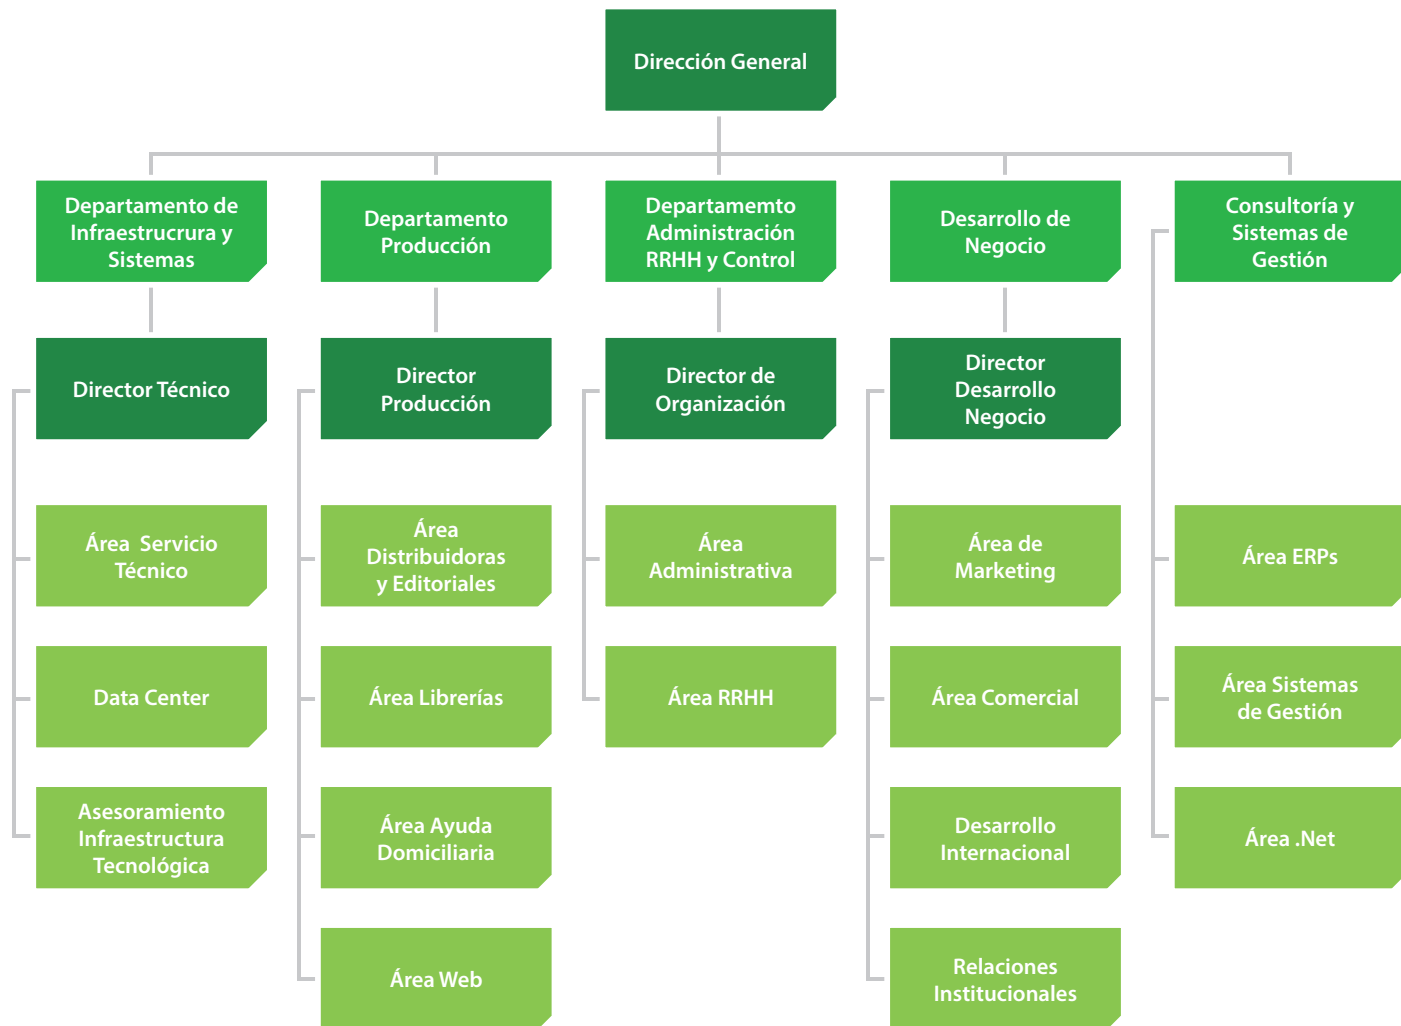 Dirección General
Departamento de
Infraestrucrura y
Sistemas
Departamento
Producción
Departamemto
Administración
RRHH y Control
Desarrollo de
Negocio
Consultoría y
Sistemas de
Gestión
Director Técnico
Director
Producción
Director de
Organización
Director
Desarrollo
Negocio
Área Servicio
Técnico
Área
Distribuidoras
y Editoriales
Área
Administrativa
Área de
Marketing
Área ERPs
Data Center
Área Librerías
Área RRHH
Área Comercial
Área Sistemas
de Gestión
Asesoramiento
Infraestructura
Tecnológica
Área Ayuda
Domiciliaria
Desarrollo
Internacional
Área .Net
Área Web
Relaciones
Institucionales